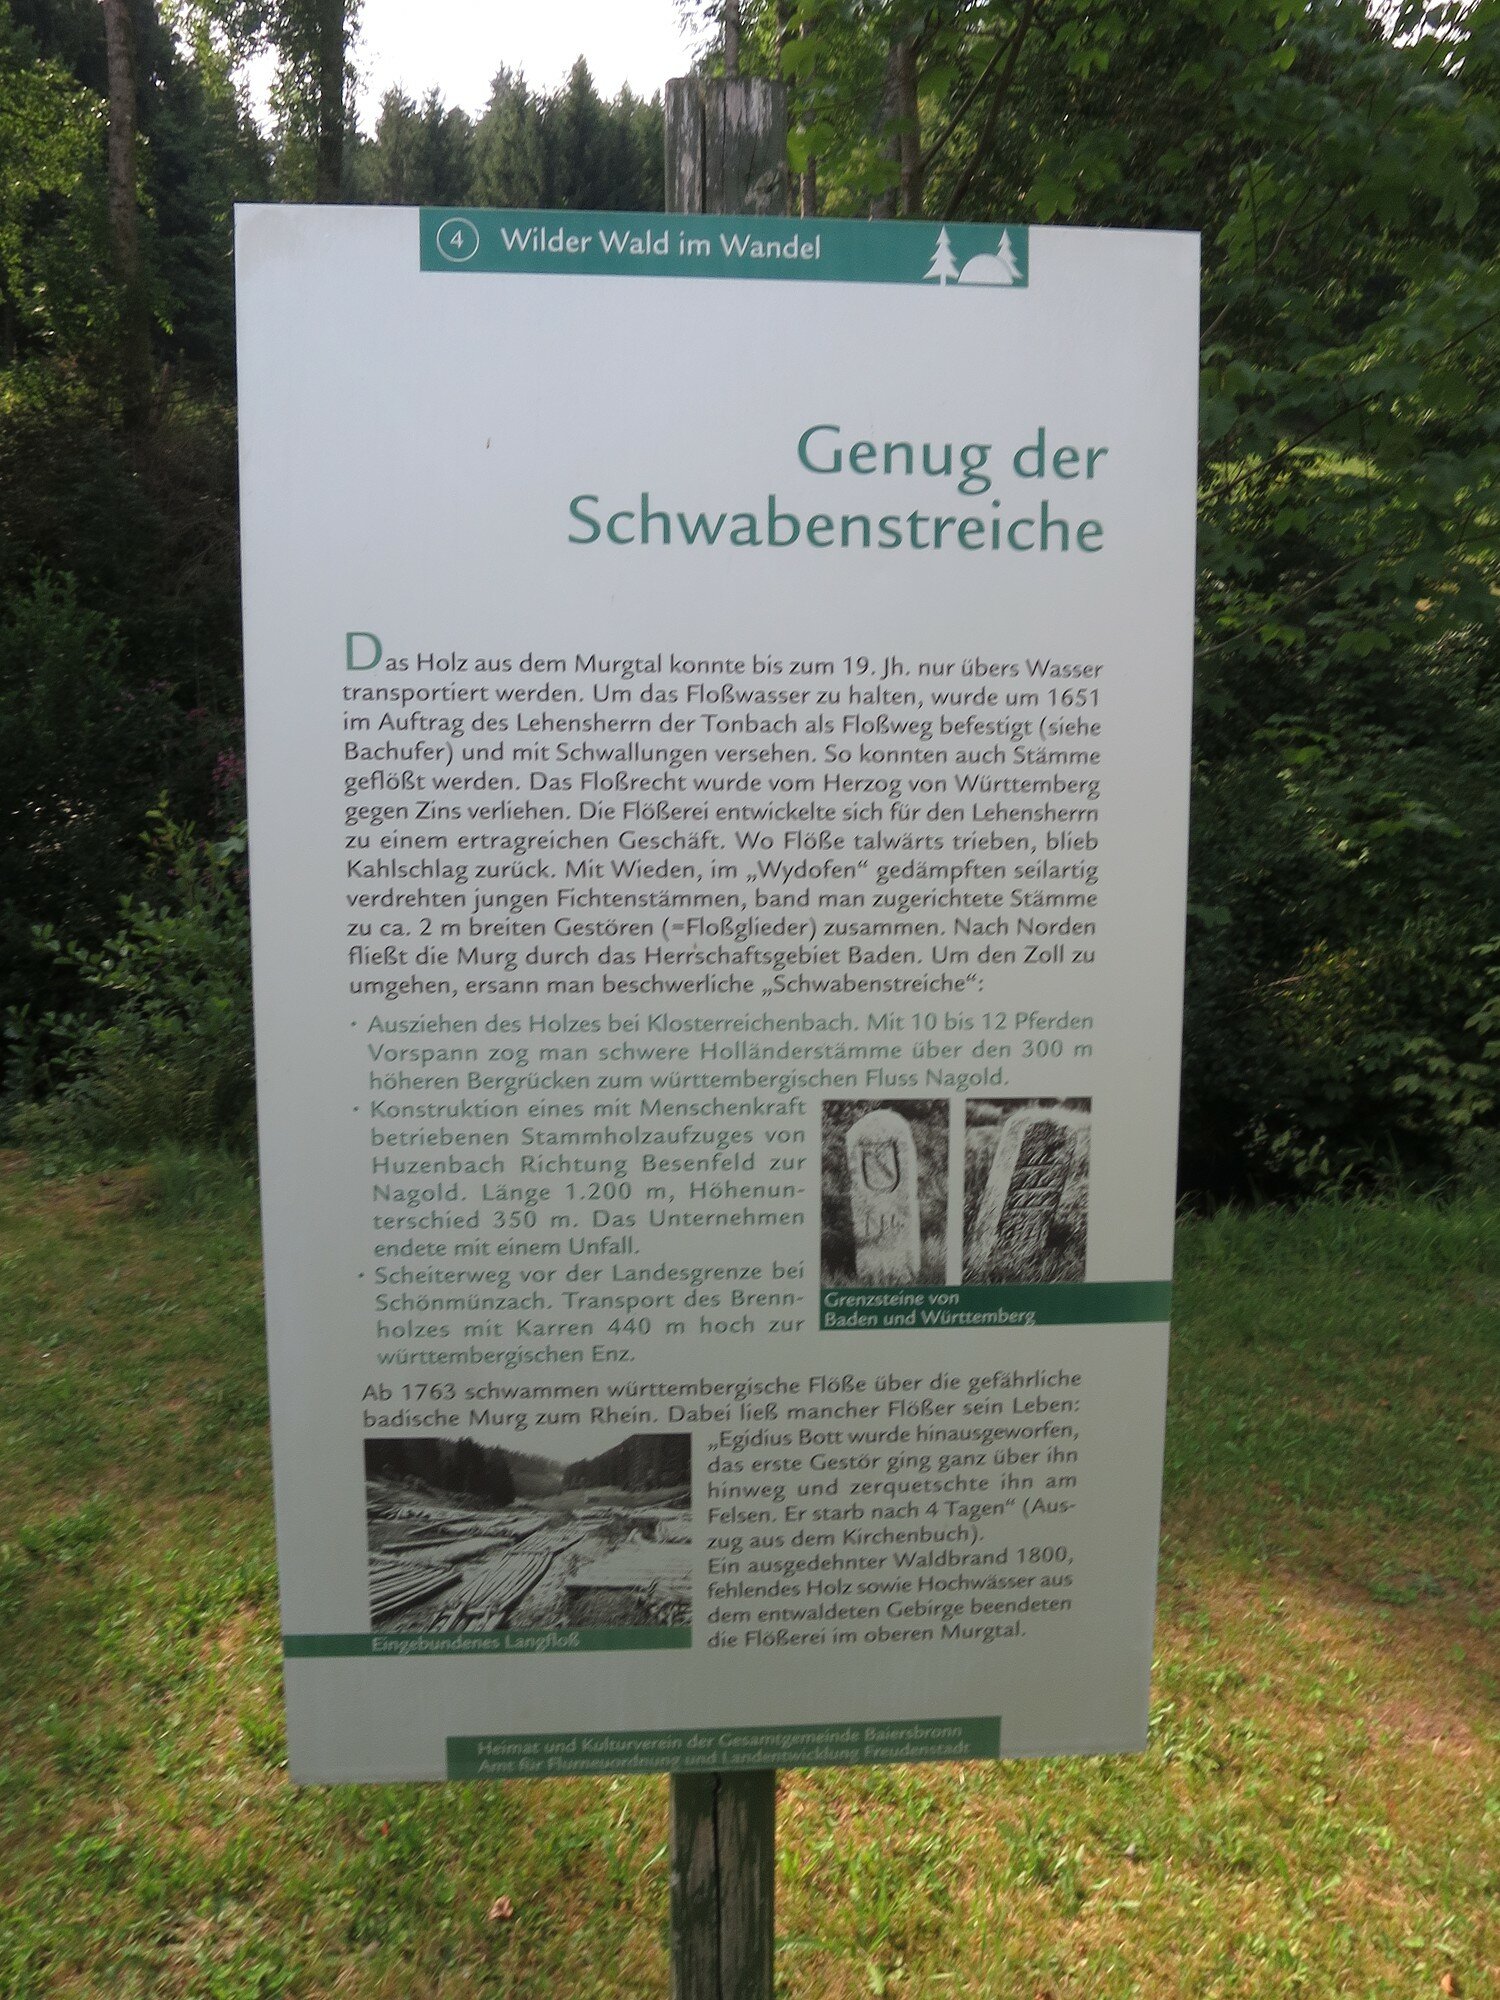 4 Wilder Wald im Wandel
Genug der
Schwabenstreiche
Das Holz aus dem Murgtal konnte bis zum 19. Jh. nur übers Wasser
transportiert werden. Um das Floßwasser zu halten, wurde um 1651
im Auftrag des Lehensherrn der Tonbach als Floßweg befestigt (siehe
Bachufer) und mit Schwallungen versehen. So konnten auch Stämme
geflößt werden. Das Floßrecht wurde vom Herzog von Württemberg
gegen Zins verliehen. Die Flößerei entwickelte sich für den Lehensherrn
zu einem ertragreichen Geschäft. Wo Flöße talwärts trieben, blieb
Kahlschlag zurück. Mit Wieden, im „Wydofen“ gedämpften seilartig
verdrehten jungen Fichtenstämmen, band man zugerichtete Stämme
zu ca. 2 m breiten Gestören (=Floßglieder) zusammen. Nach Norden
fließt die Murg durch das Herrschaftsgebiet Baden. Um den Zoll zu
umgehen, ersann man beschwerliche „Schwabenstreiche“:
· Ausziehen des Holzes bei Klosterreichenbach. Mit 10 bis 12 Pferden
Vorspann zog man schwere Holländerstämme über den 300 m
höheren Bergrücken zum württembergischen Fluss Nagold.
· Konstruktion eines mit Menschenkraft
betriebenen Stammholzaufzuges von
Huzenbach Richtung Besenfeld zur
Nagold. Länge 1.200 m, Höhenun-
terschied 350 m. Das Unternehmen
endete mit einem Unfall.
· Scheiterweg vor der Landesgrenze bei
Schönmünzach. Transport des Brenn-
holzes mit Karren 440 m hoch zur
württembergischen Enz.
Grenzsteine von
Baden und Württemberg
Ab 1763 schwammen württembergische Flöße über die gefährliche
badische Murg zum Rhein. Dabei ließ mancher Flößer sein Leben:
„Egidius Bott wurde hinausgeworfen,
das erste Gestör ging ganz über ihn
hinweg und zerquetschte ihn am
Felsen. Er starb nach 4 Tagen“ (Aus-
zug aus dem Kirchenbuch).
Ein ausgedehnter Waldbrand 1800,
fehlendes Holz sowie Hochwässer aus
dem entwaldeten Gebirge beendeten
die Flößerei im oberen Murgtal.
Eingebundenes Langfloß
Heimat und Kulturverein der Gesamtgemeinde Baiersbronn
Amt für Flurneuordnung und Landentwicklung Freudenstadt